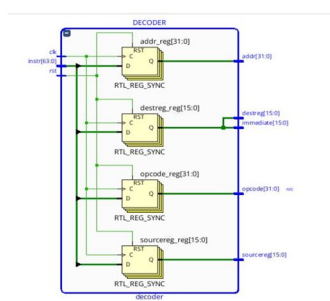 DECODER
clk
instr[63:0]
rst
addr_reg[31:0]
RST
C
Q
D
RTL_REG_SYNC
addr[31:0]
destreg_reg[15:0]
RST
C
Q
D
RTL_REG_SYNC
destreg[15:0]
immediate[15:0]
opcode_reg[31:0]
RST
C
Q
D
RTL_REG_SYNC
opcode[31:0]
sourcereg_reg[15:0]
RST
C
Q
D
RTL_REG_SYNC
sourcereg[15:0]
decoder